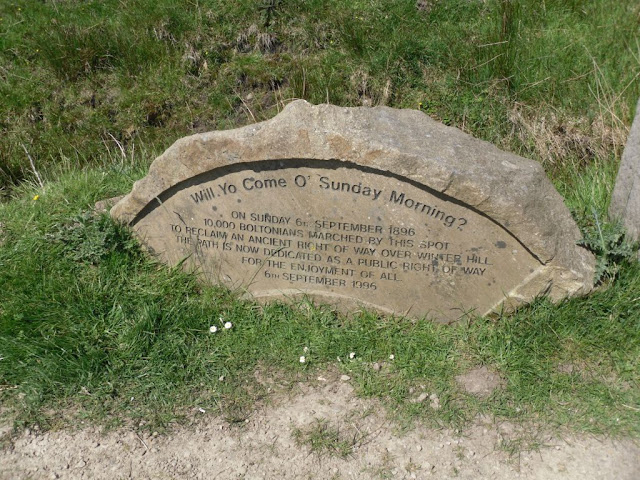 Will Yo Come O' Sunday Morning?
ON SUNDAY 6TH SEPTEMBER 1896
10,000 BOLTONIANS MARCHED BY THIS SPOT
TO RECLAIM AN ANCIENT RIGHT OF WAY OVER WINTER HILL
THE PATH IS NOW DEDICATED AS A PUBLIC RIGHT OF WAY
FOR THE ENJOYMENT OF ALL
6TH SEPTEMBER 1996